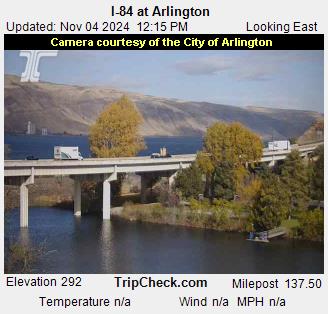 I-84 at Arlington
Updated: Nov 04 2024 12:15 PM Looking East
Camera courtesy of the City of Arlington
Elevation 292 TripCheck.com Milepost 137.50
Temperature n/a Wind n/a MPH n/a